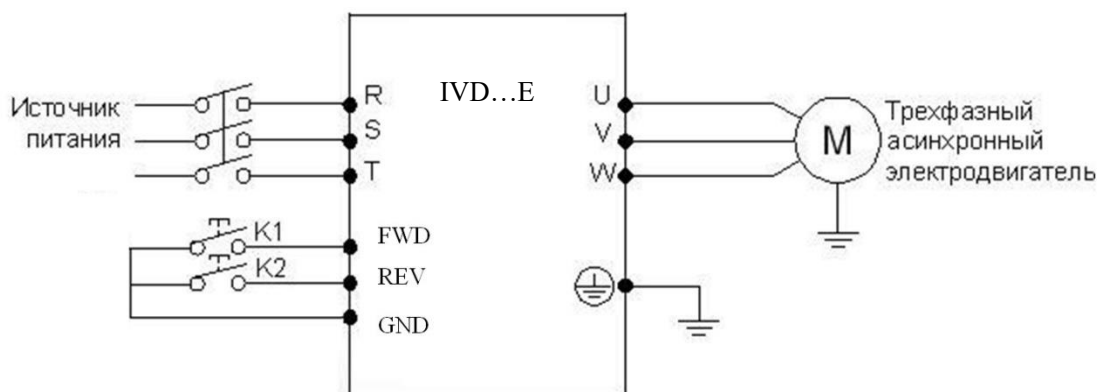 IVD...E
Источник
питания
R
S
T
U
V
W
M
Трехфазный
асинхронный
электродвигатель
K1
FWD
K2
REV
GND